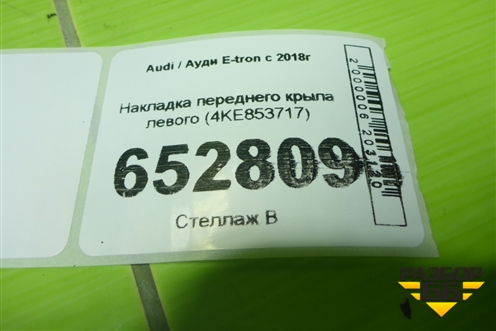 Audi / Ауди E-tron с 2018г
Накладка переднего крыла
левого (4KE853717)
652809
Стеллаж В